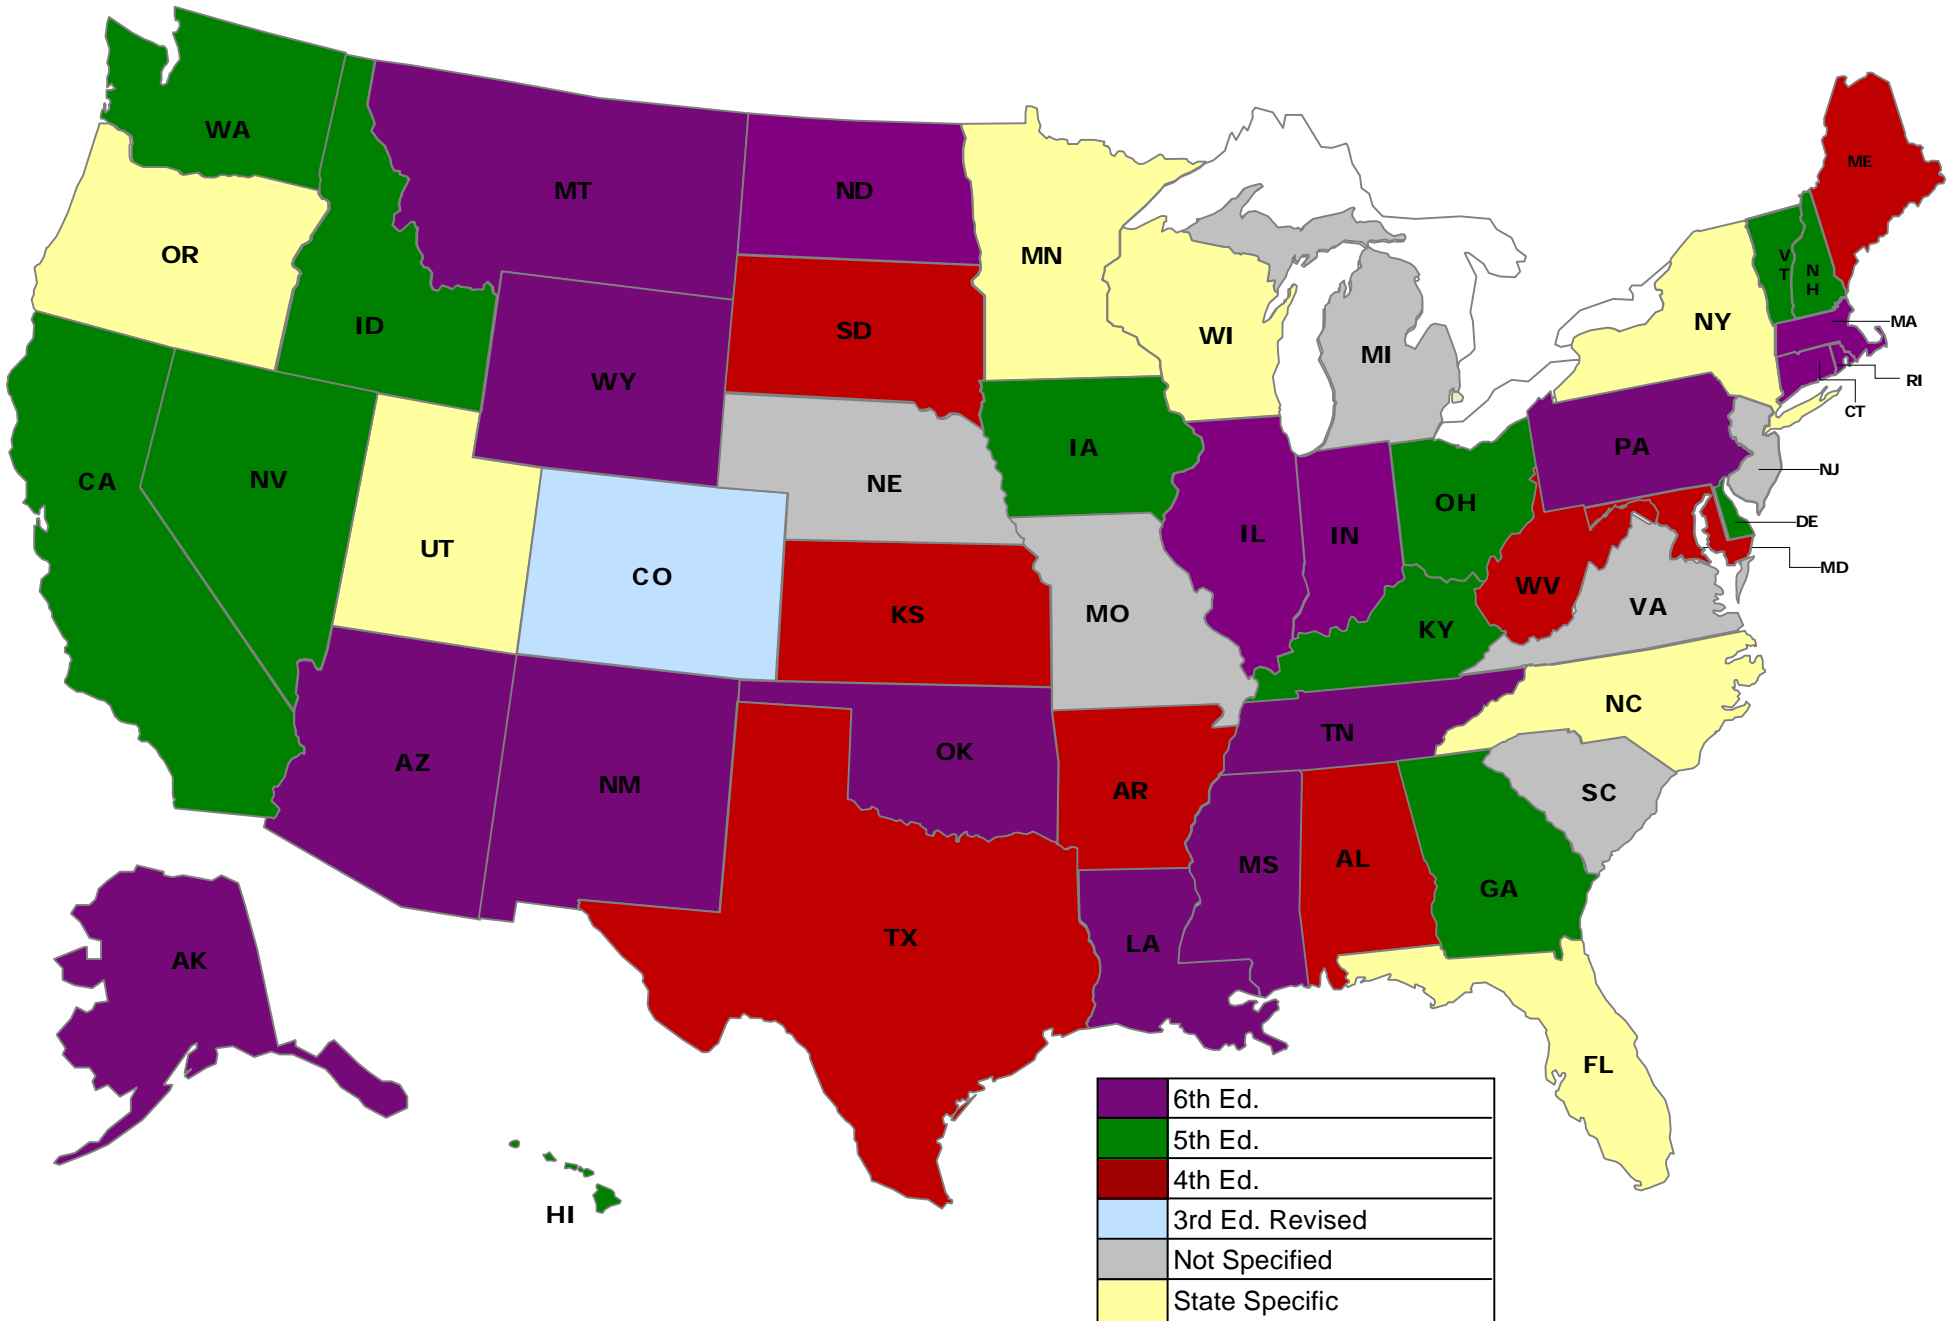 WA
MT
ND
ME
OR
MN
V
T
N
H
ID
SD
WI
NY
MA
MI
WY
RI
CT
IA
PA
CA
NV
NE
NJ
OH
DE
IL
IN
UT
CO
MD
WV
KS
MO
VA
KY
NC
TN
OK
AZ
NM
AR
SC
AL
MS
GA
TX
LA
AK
FL
HI
6th Ed.
5th Ed.
4th Ed.
3rd Ed. Revised
Not Specified
State Specific